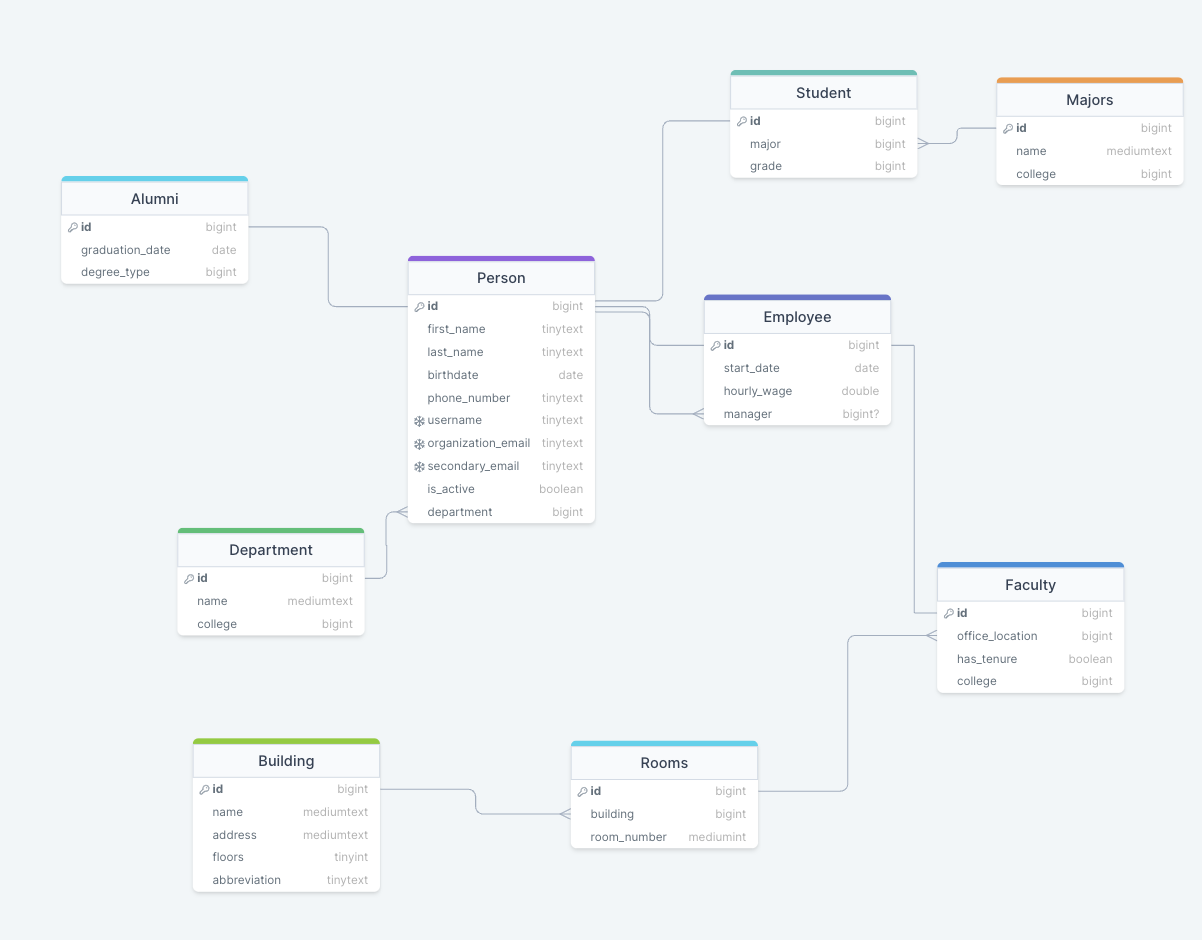 Student
id bigint
major bigint
grade bigint
Majors
id bigint
name mediumtext
college bigint
Alumni
id bigint
graduation_date date
degree_type bigint
Person
id bigint
first_name tinytext
last_name tinytext
birthdate date
phone_number tinytext
username tinytext
organization_email tinytext
secondary_email tinytext
is_active boolean
department bigint
Employee
id bigint
start_date date
hourly_wage double
manager bigint?
Department
id bigint
name mediumtext
college bigint
Faculty
id bigint
office_location bigint
has_tenure boolean
college bigint
Building
id bigint
name mediumtext
address mediumtext
floors tinyint
abbreviation tinytext
Rooms
id bigint
building bigint
room_number mediumint